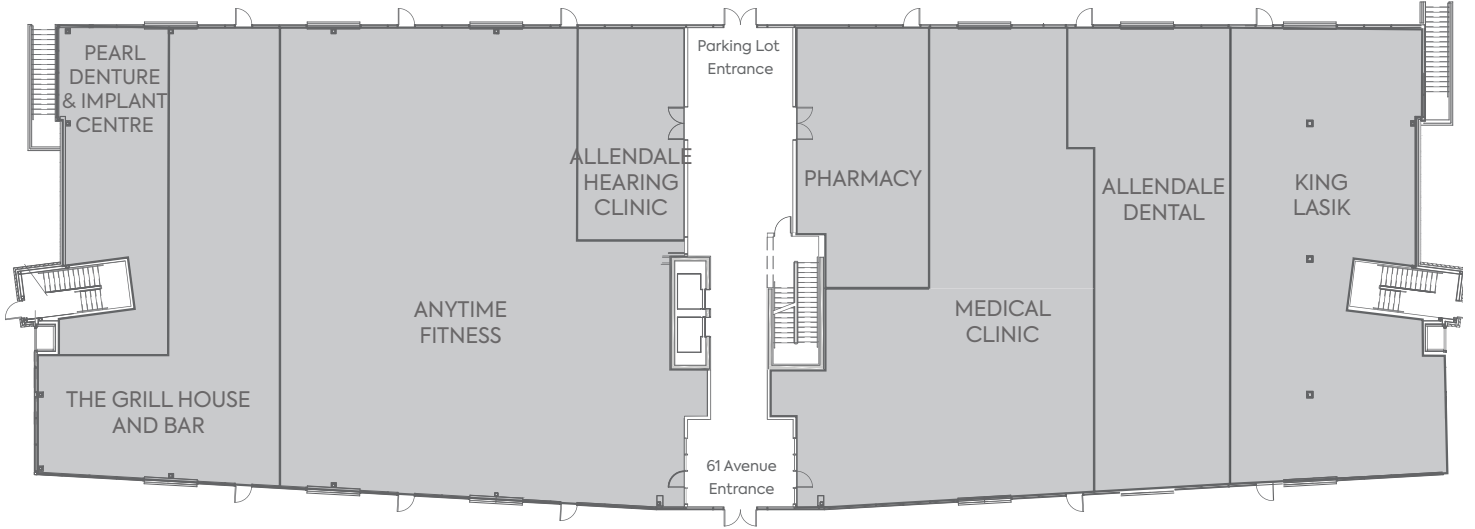 PEARL
DENTURE
& IMPLANT
CENTRE
Parking Lot
Entrance
ALLENDALE
HEARING
CLINIC
PHARMACY
ALLENDALE
DENTAL
KING
LASIK
ANYTIME
FITNESS
MEDICAL
CLINIC
THE GRILL HOUSE
AND BAR
61 Avenue
Entrance